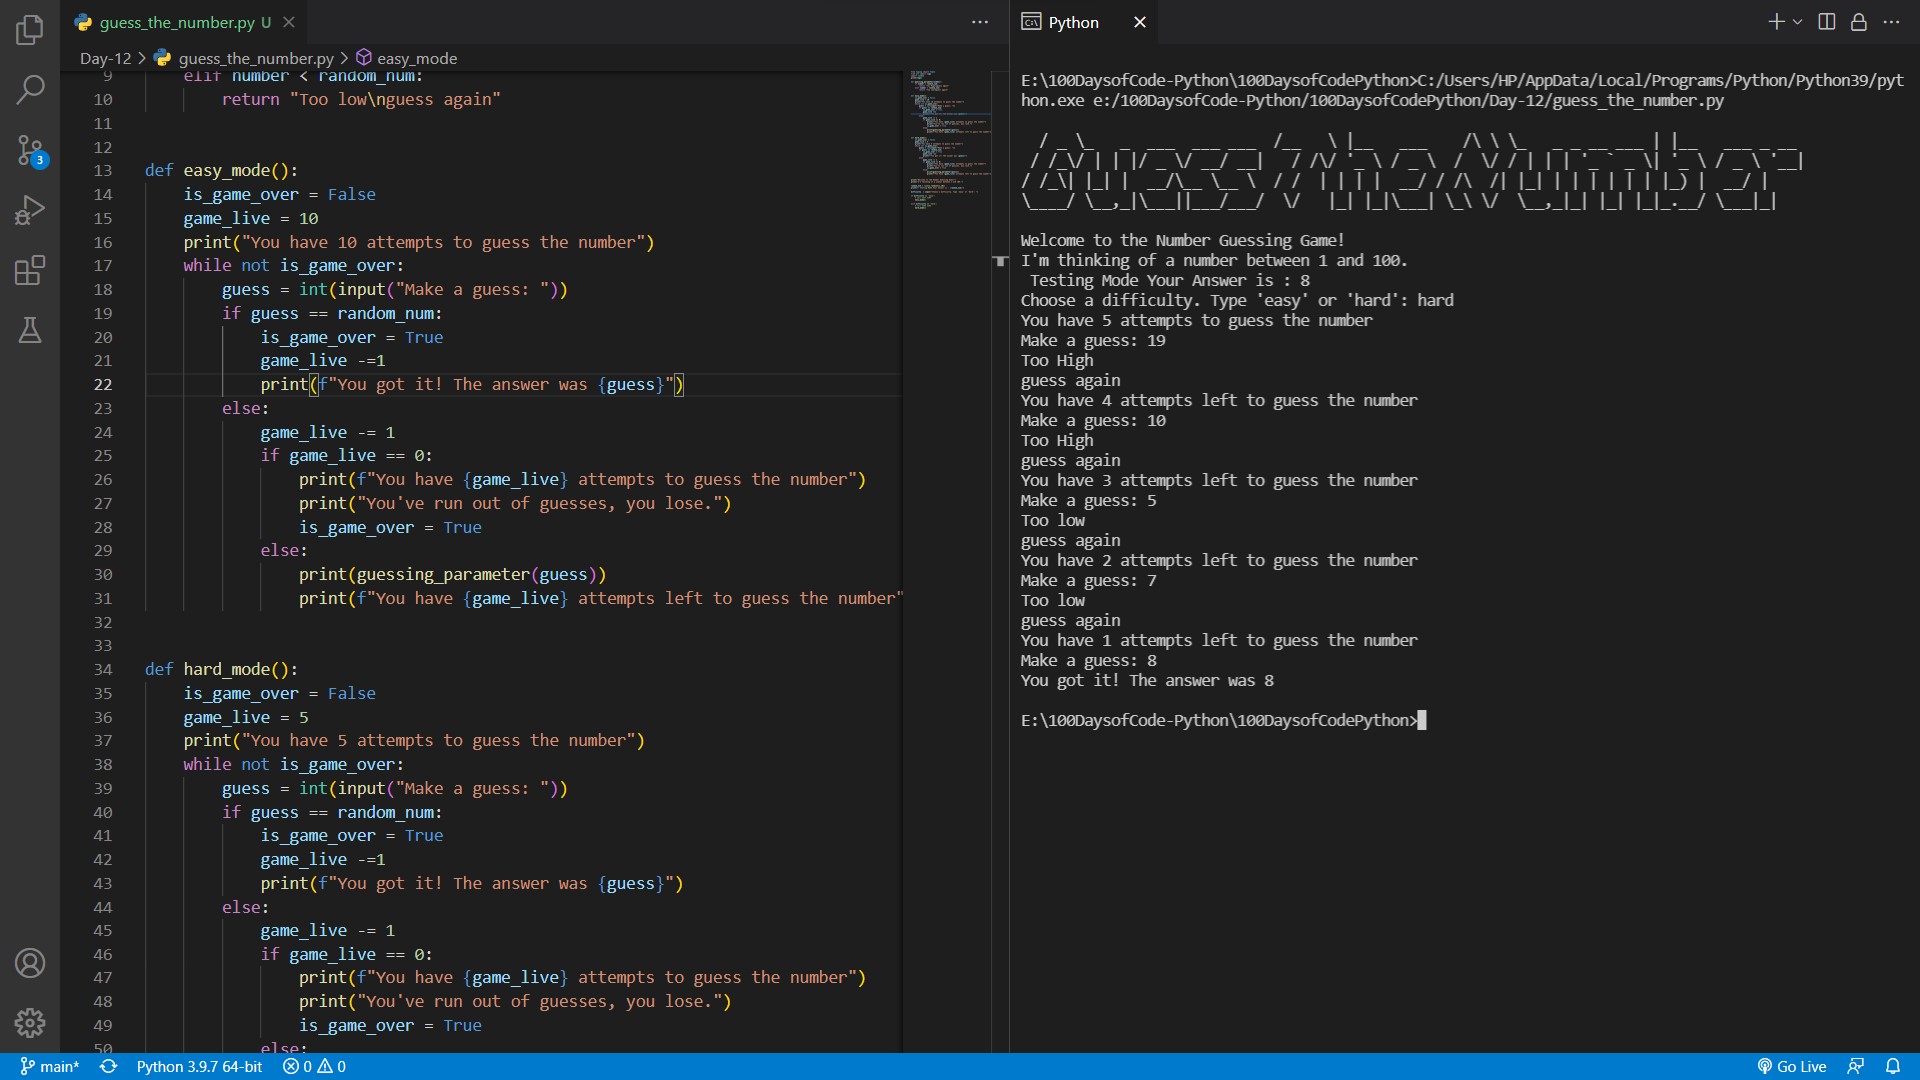 guess_the_number.py U
Day-12 > guess_the_number.py > easy_mode
9 elif number < random_num:
10 return "Too low\nguess again"
11
12
13 def easy_mode():
14 is_game_over = False
15 game_live = 10
16 print("You have 10 attempts to guess the number")
17 while not is_game_over:
18 guess = int(input("Make a guess: "))
19 if guess == random_num:
20 is_game_over = True
21 game_live -=1
22 print(f"You got it! The answer was {guess}")
23 else:
24 game_live -= 1
25 if game_live == 0:
26 print(f"You have {game_live} attempts to guess the number")
27 print("You've run out of guesses, you lose.")
28 is_game_over = True
29 else:
30 print(guessing_parameter(guess))
31 print(f"You have {game_live} attempts left to guess the number"
32
33
34 def hard_mode():
35 is_game_over = False
36 game_live = 5
37 print("You have 5 attempts to guess the number")
38 while not is_game_over:
39 guess = int(input("Make a guess: "))
40 if guess == random_num:
41 is_game_over = True
42 game_live -=1
43 print(f"You got it! The answer was {guess}")
44 else:
45 game_live -= 1
46 if game_live == 0:
47 print(f"You have {game_live} attempts to guess the number")
48 print("You've run out of guesses, you lose.")
49 is_game_over = True
50 else:
Python
E:\100DaysofCode-Python\100DaysofCodePython>C:/Users/HP/AppData/Local/Programs/Python/Python39/pyt
hon.exe e:/100DaysofCode-Python/100DaysofCodePython/Day-12/guess_the_number.py
Welcome to the Number Guessing Game!
I'm thinking of a number between 1 and 100.
Testing Mode Your Answer is : 8
Choose a difficulty. Type 'easy' or 'hard': hard
You have 5 attempts to guess the number
Make a guess: 19
Too High
guess again
You have 4 attempts left to guess the number
Make a guess: 10
Too High
guess again
You have 3 attempts left to guess the number
Make a guess: 5
Too low
guess again
You have 2 attempts left to guess the number
Make a guess: 7
Too low
guess again
You have 1 attempts left to guess the number
Make a guess: 8
You got it! The answer was 8
E:\100DaysofCode-Python\100DaysofCodePython>
3
main*
Python 3.9.7 64-bit
0
0
Go Live